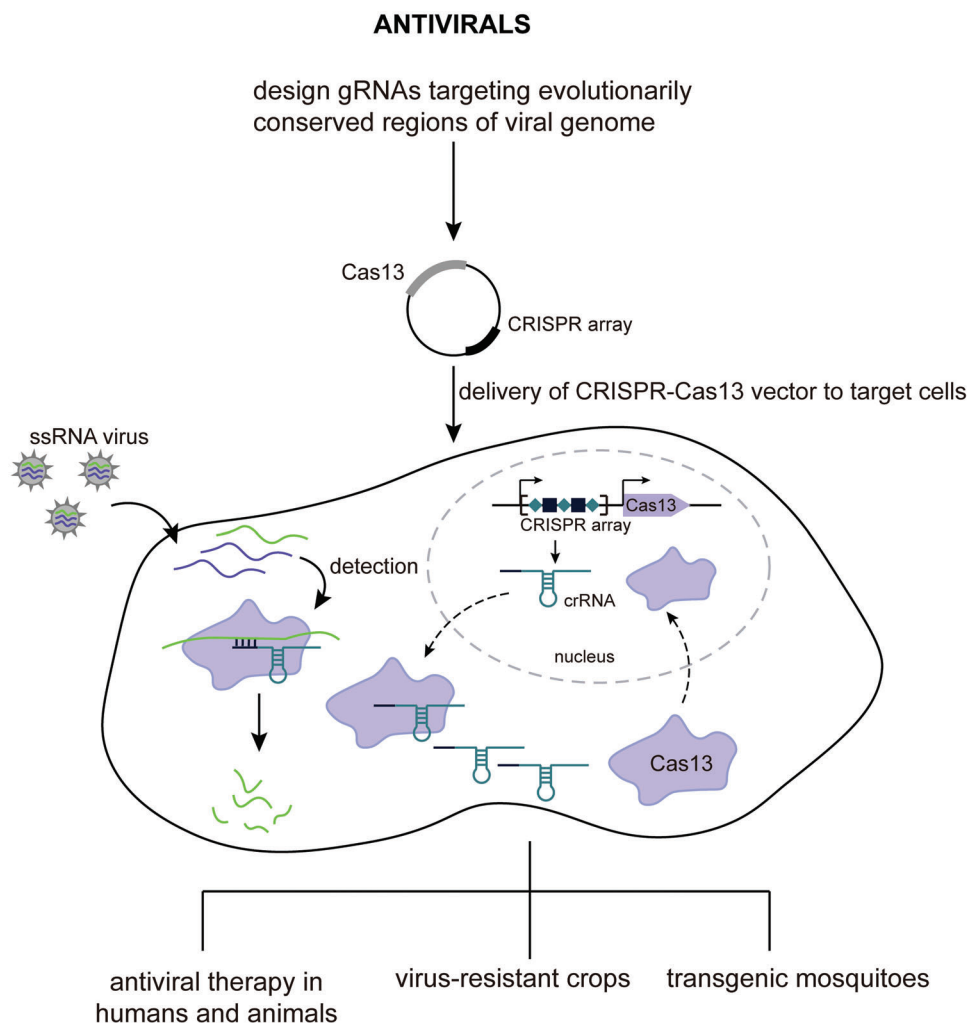 ANTIVIRALS
design gRNAs targeting evolutionarily
conserved regions of viral genome
Cas13
CRISPR array
delivery of CRISPR-Cas13 vector to target cells
ssRNA virus
Cas13
CRISPR array
detection
crRNA
nucleus
Cas13
antiviral therapy in
humans and animals
virus-resistant crops
transgenic mosquitoes